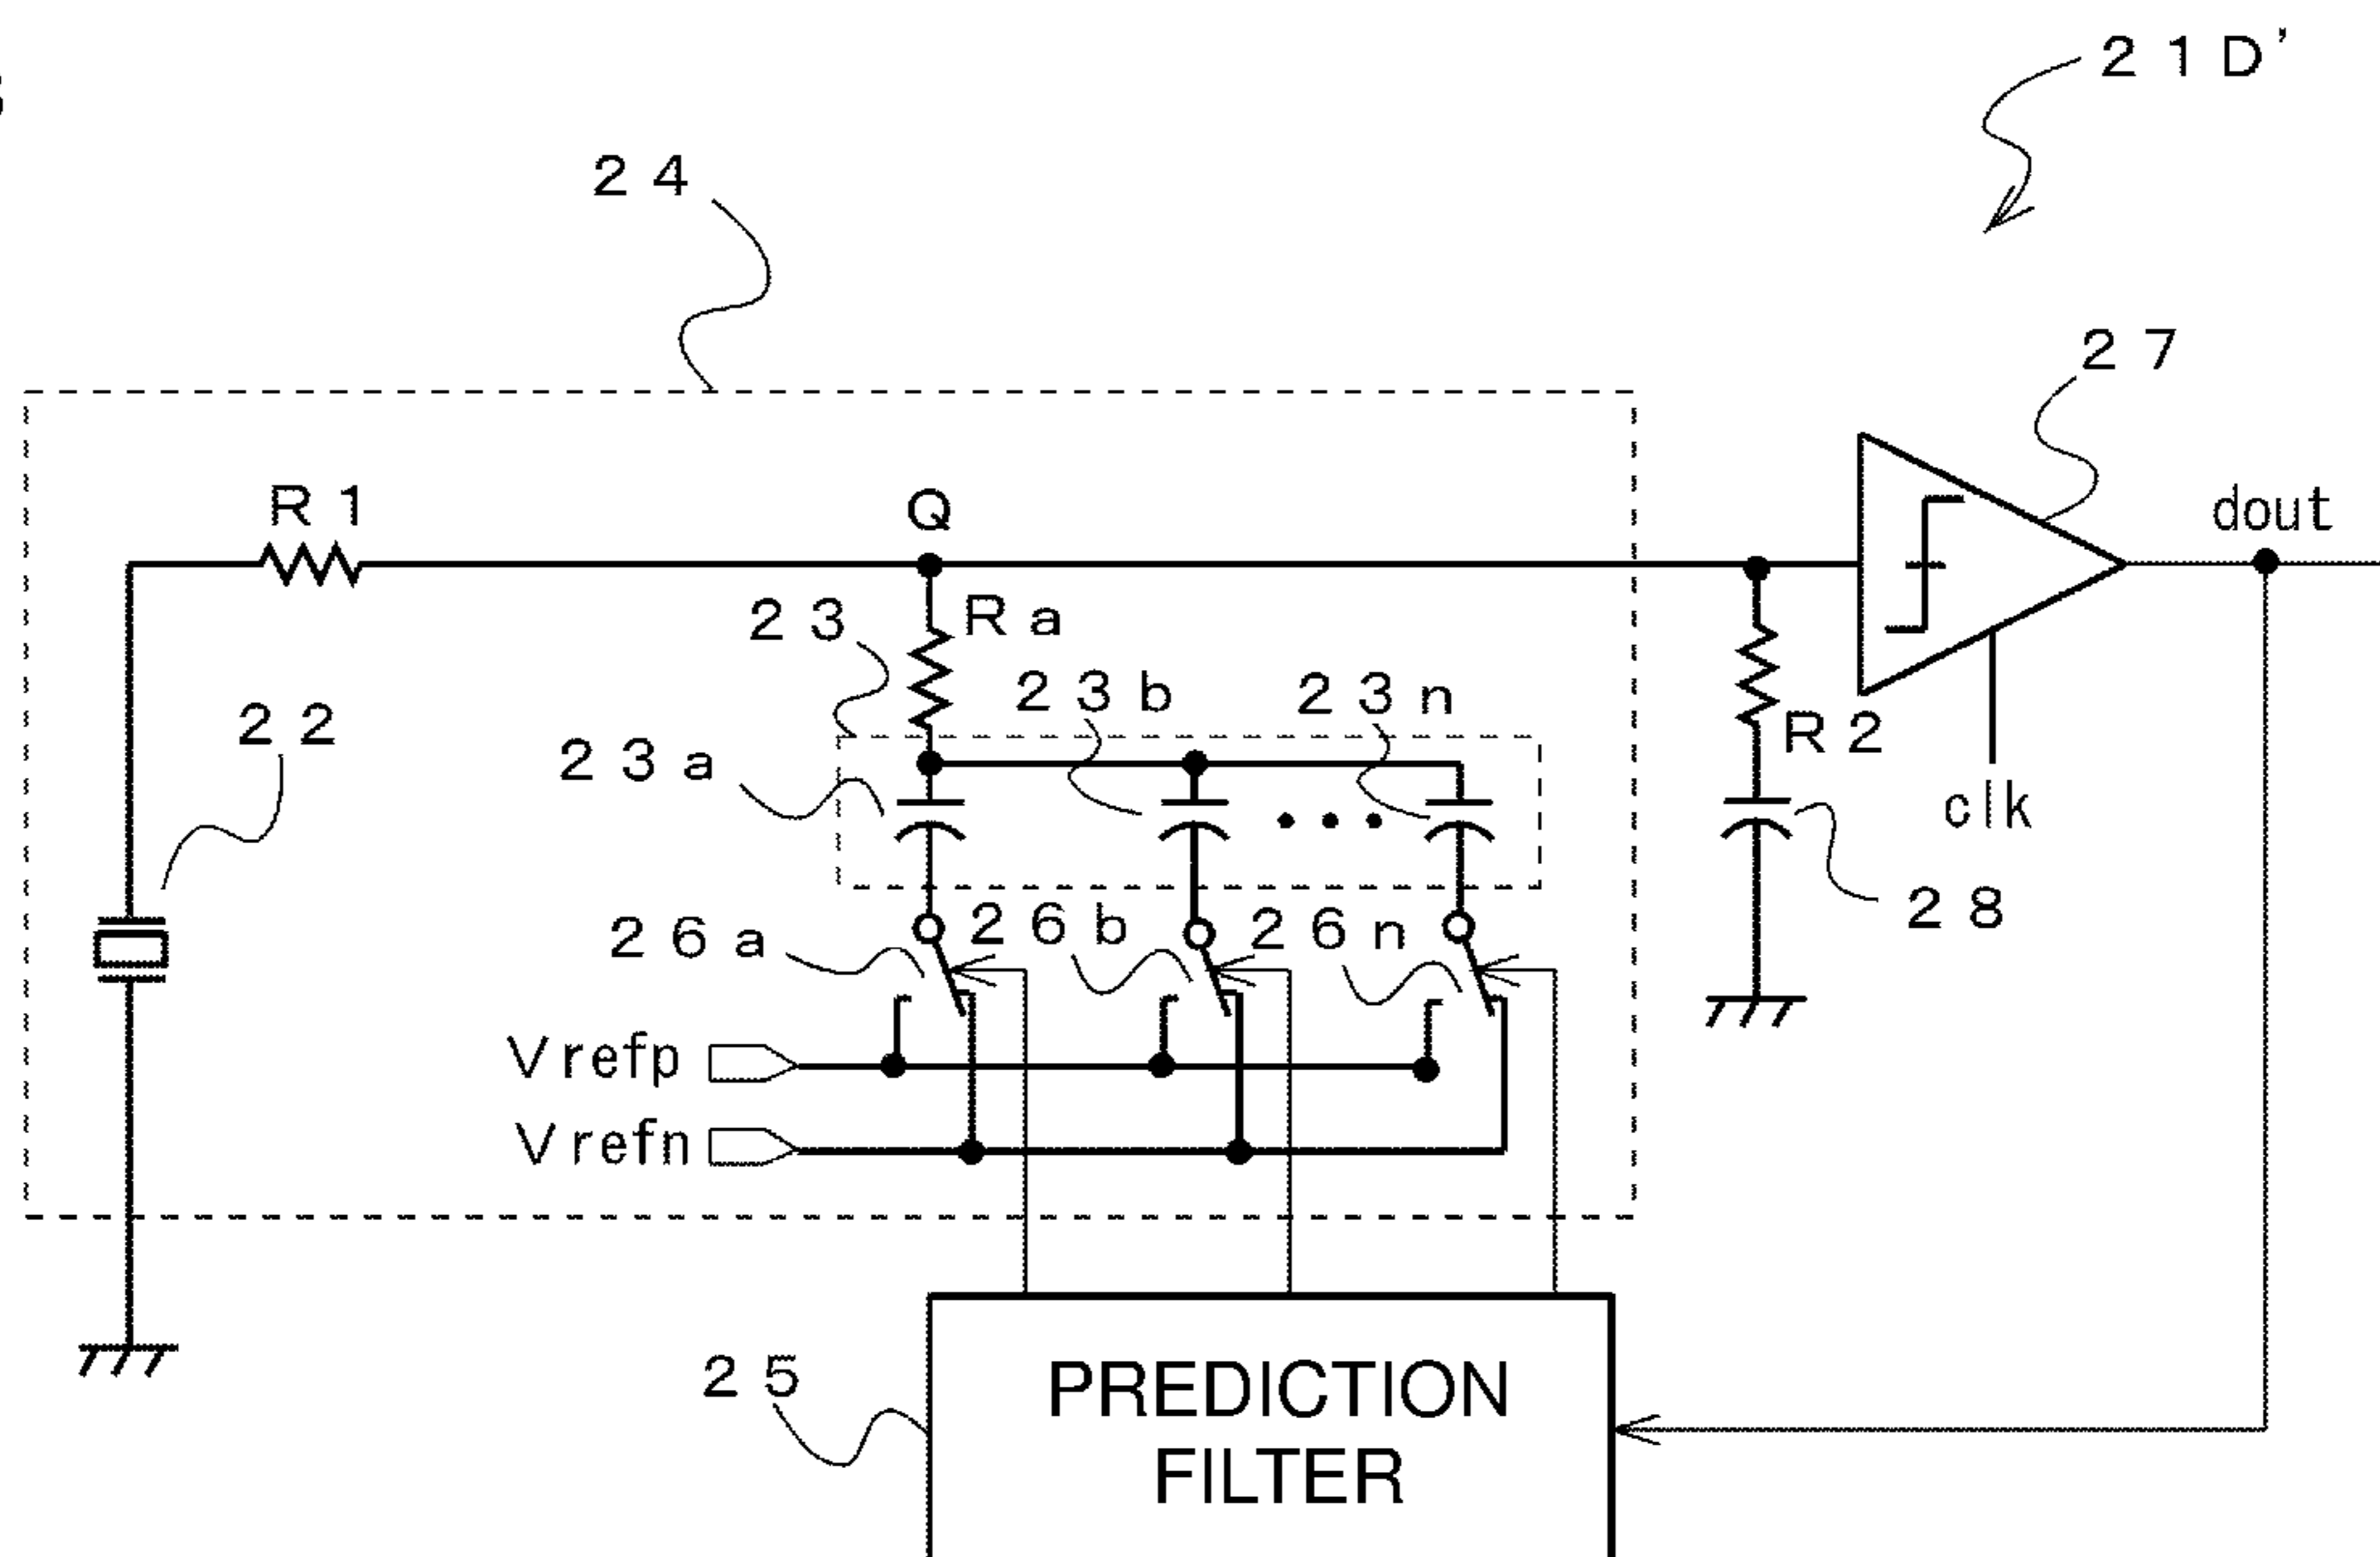 21D'
24
27
R1
Q
dout
23
Ra
23b
23n
22
23a
R2
clk
28
26a
26b
26n
Vrefp
Vrefn
25
PREDICTION
FILTER